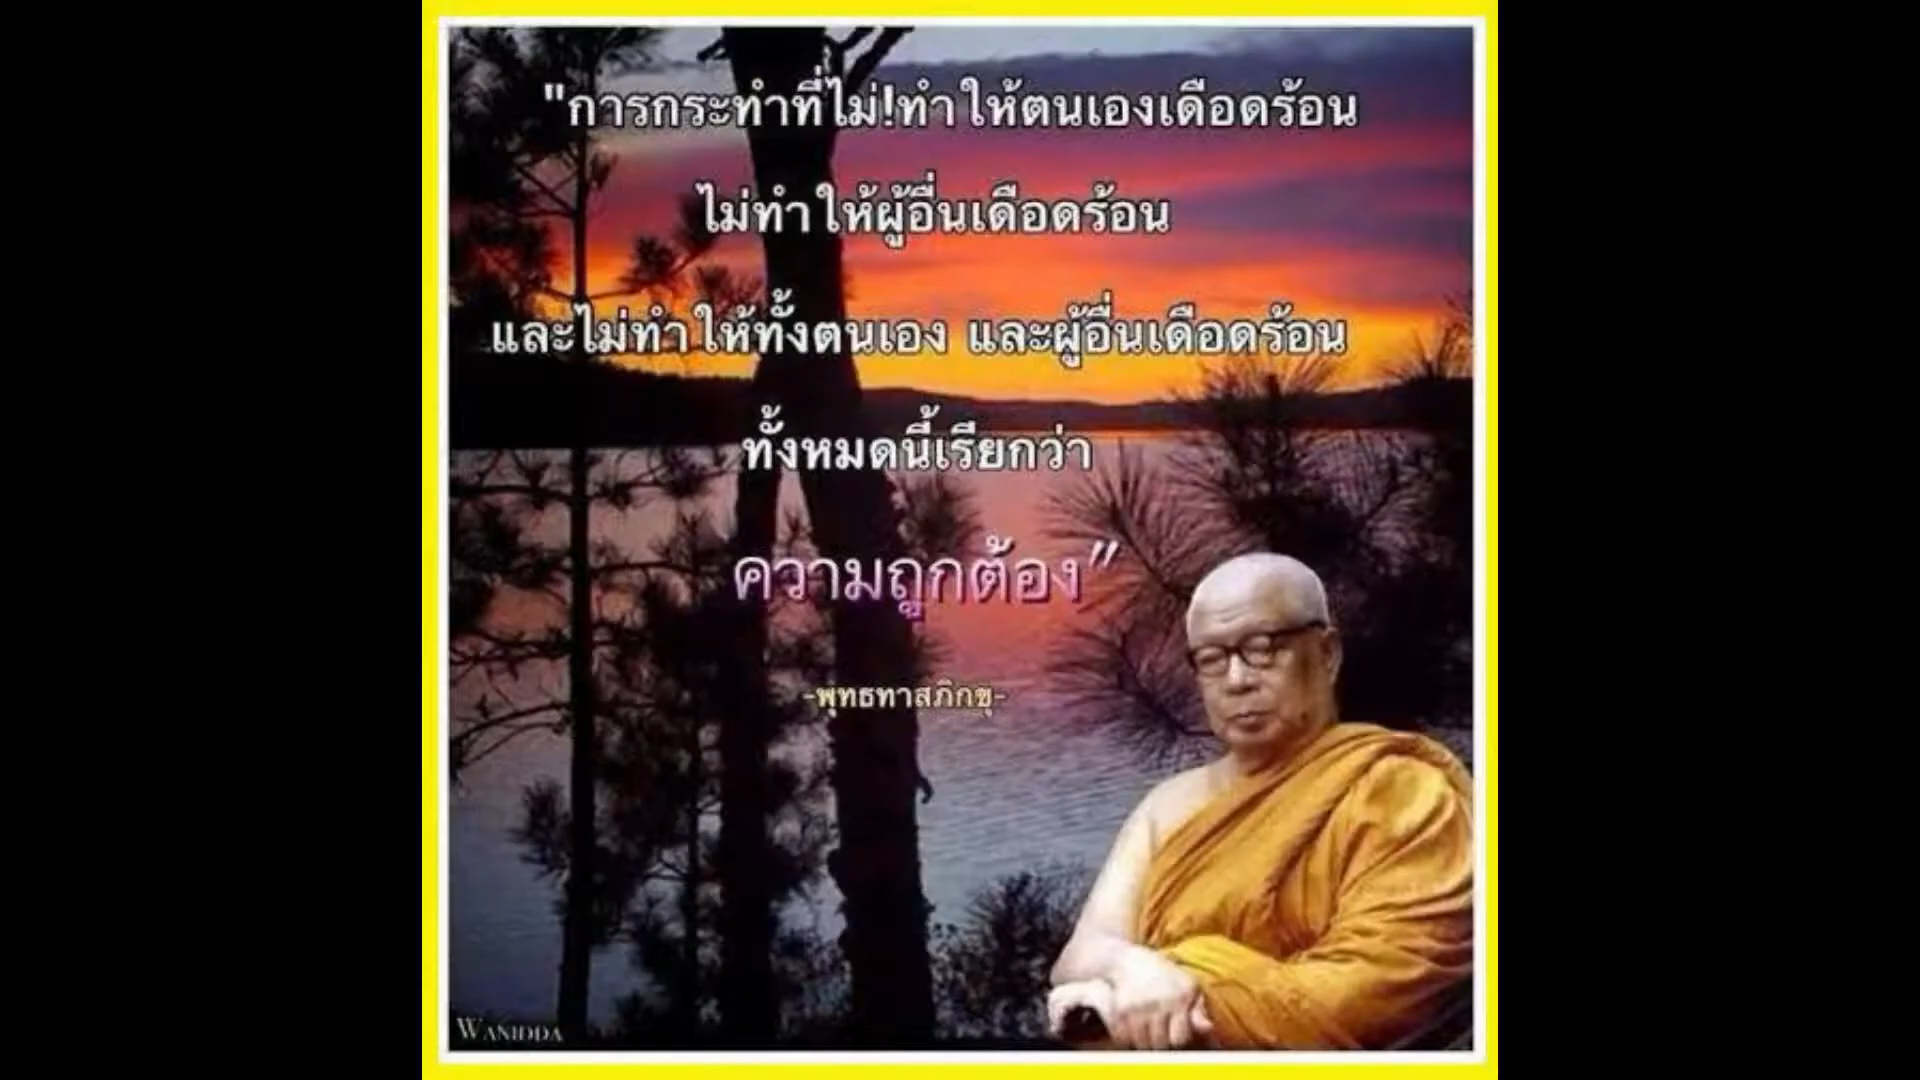 "การกระทำที่ไม่!ทำให้ตนเองเดือดร้อน
ไม่ทำให้ผู้อื่นเดือดร้อน
และไม่ทำให้ทั้งตนเอง และผู้อื่นเดือดร้อน
ทั้งหมดนี้เรียกว่า
ความถูกต้อง"
-พุทธทาสภิกขุ-
WANIDDA